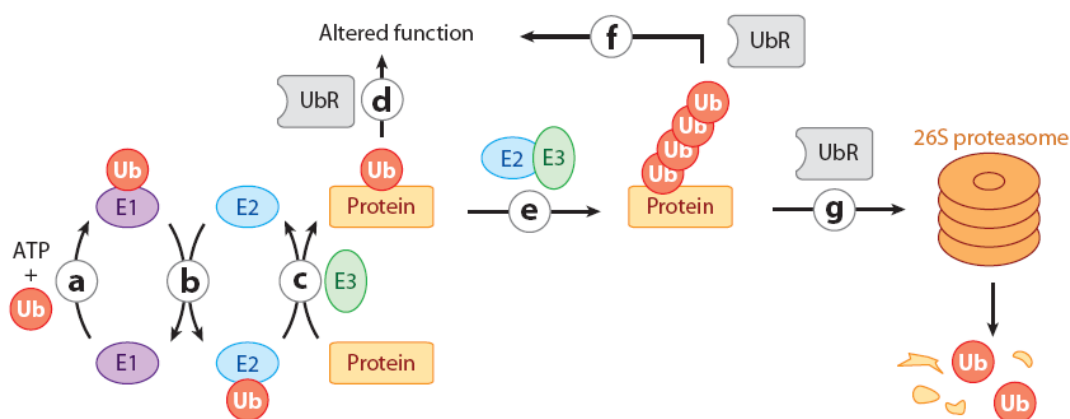 Altered function
f
UbR
UbR
d
Ub
Ub
Ub
Ub
Ub
Ub
E1
E2
Protein
E2
E3
e
Protein
UbR
g
26S proteasome
ATP
+
Ub
a
b
c
E3
E1
E2
Ub
Protein
Ub
Ub